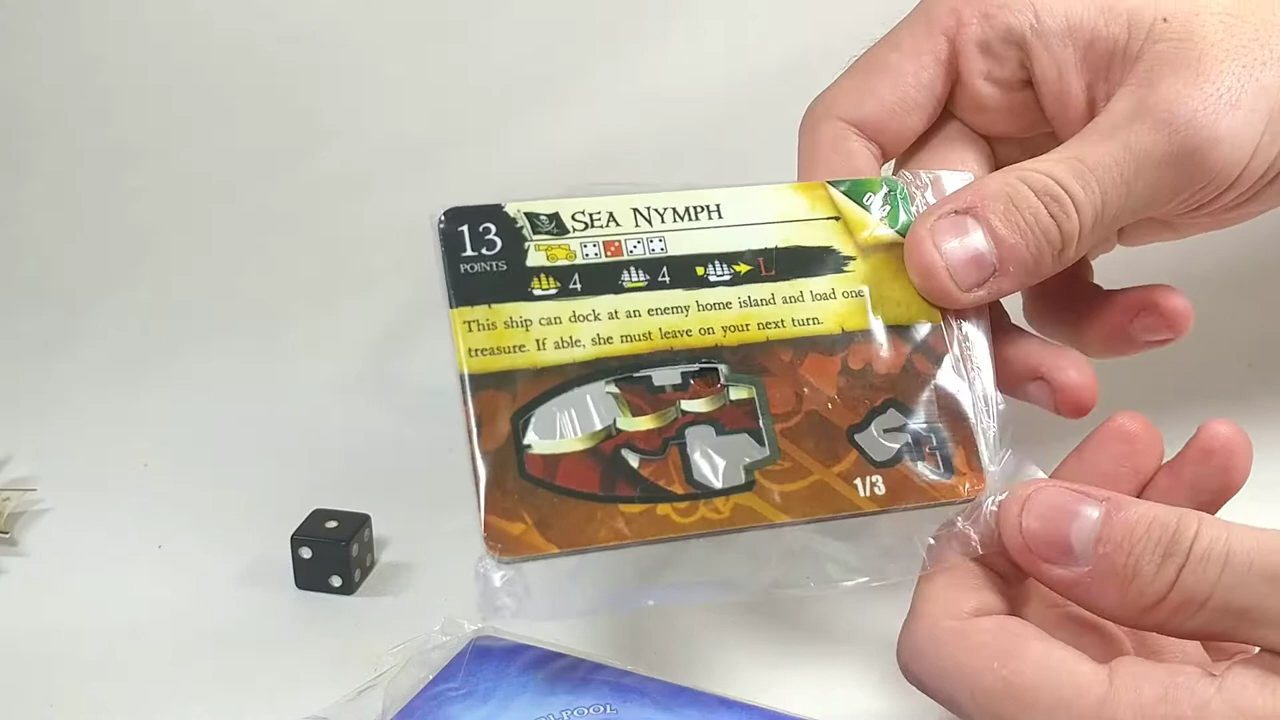 13
POINTS
SEA NYMPH
4 4 L
This ship can dock at an enemy home island and load one
treasure. If able, she must leave on your next turn.
1/3